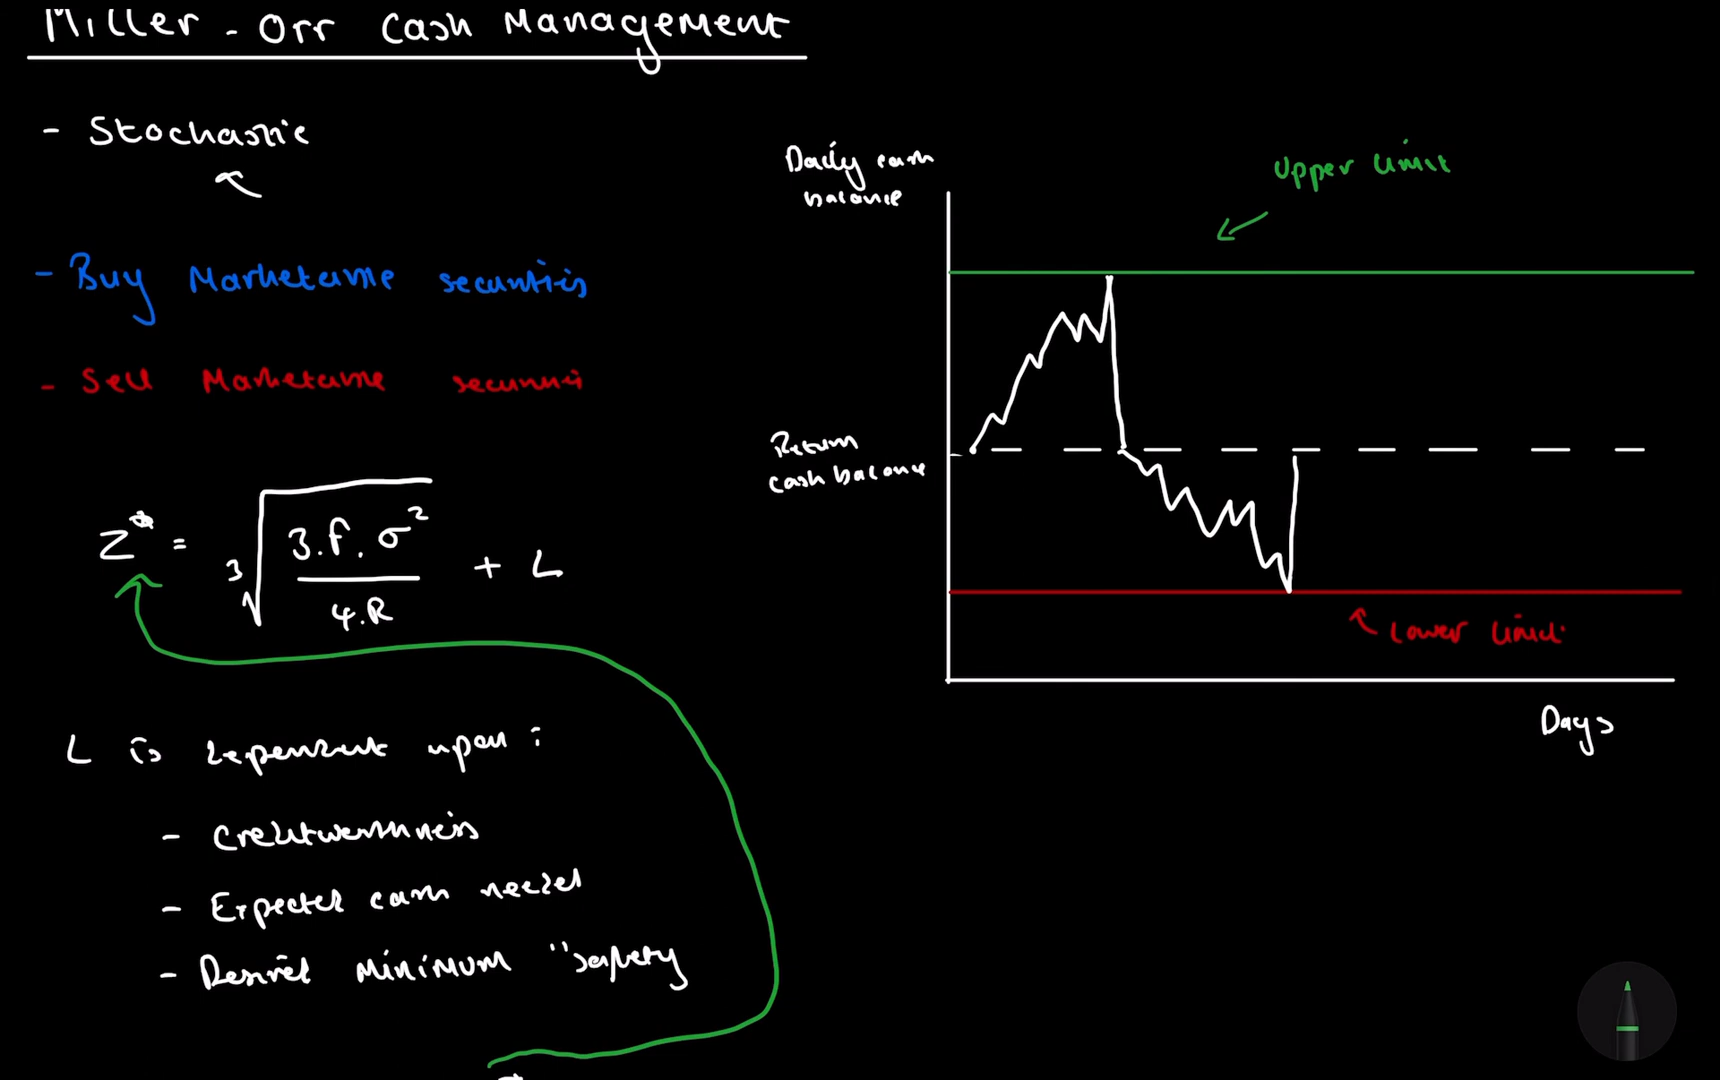 Miller - Orr Cash Management
- Stochastic
- Buy Marketable securities
- Sell Marketable securities
Z* = ∛(3.F.σ² / 4.R) + L
L is dependent upon :
- Creditworthiness
- Expected cash needed
- Desired minimum "safety
Daily cash
balance
Upper limit
Return
cash balance
Lower limit
Days